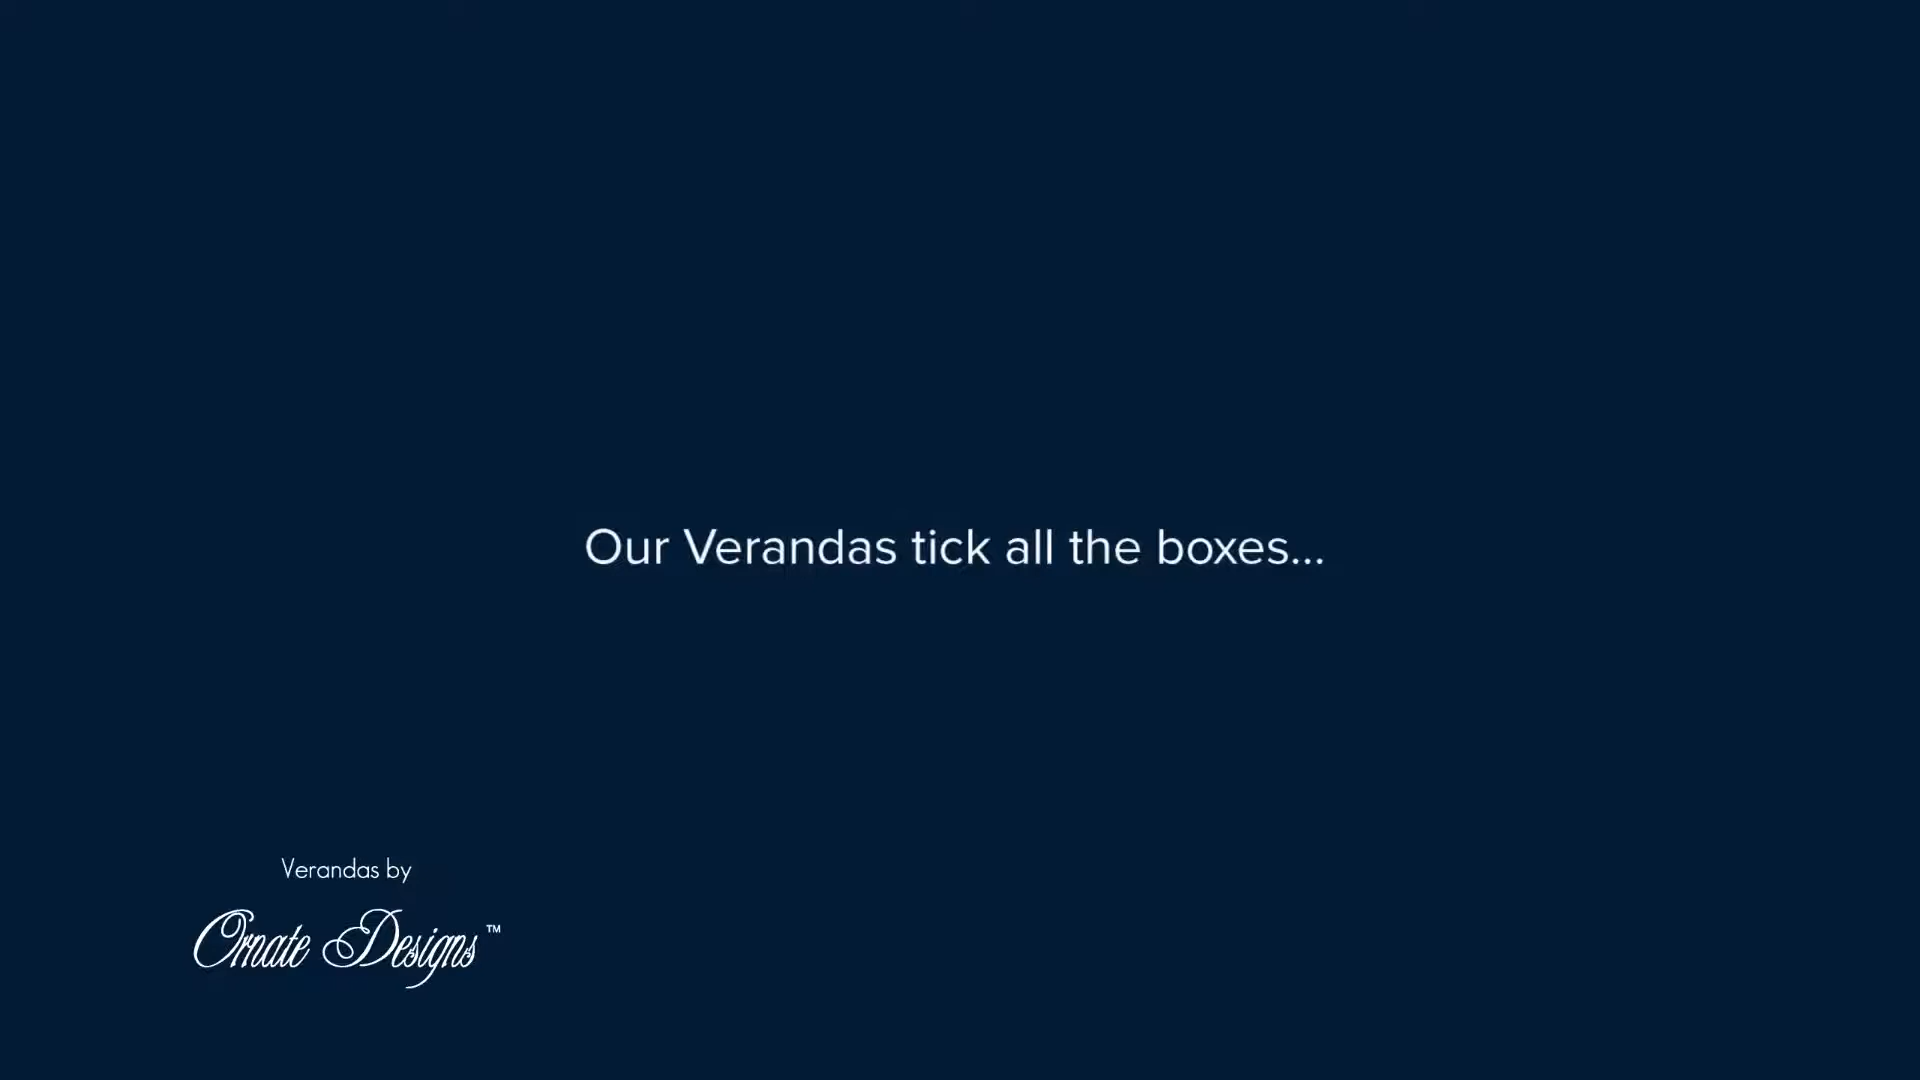 Our Verandas tick all the boxes...
Verandas by
Ornate Designs™